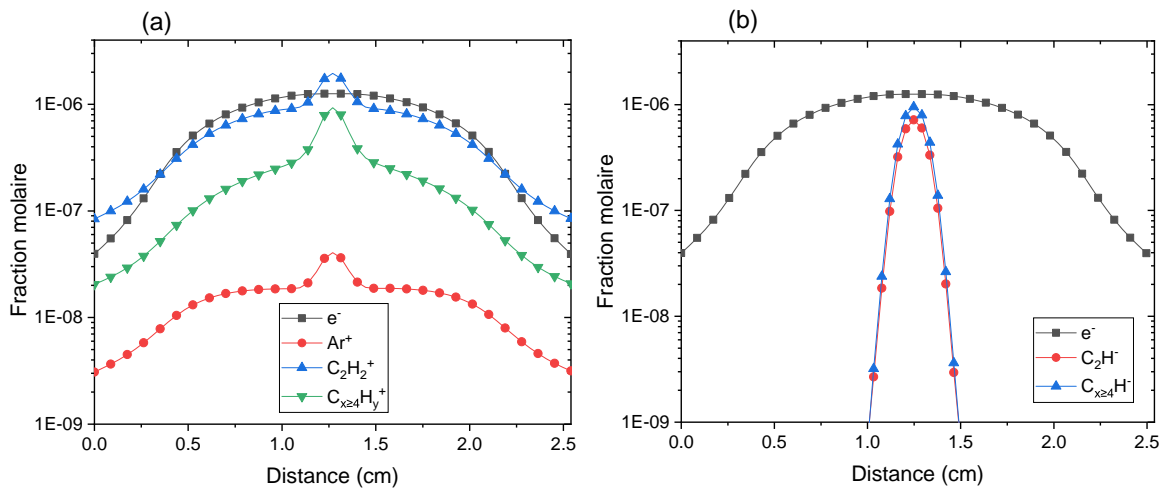 (a)
Fraction molaire
1E-06
1E-07
1E-08
1E-09
0.0 0.5 1.0 1.5 2.0 2.5
Distance (cm)
e⁻
Ar⁺
C₂H₂⁺
Cₓ≥₄Hᵧ⁺
(b)
Fraction molaire
1E-06
1E-07
1E-08
1E-09
0.0 0.5 1.0 1.5 2.0 2.5
Distance (cm)
e⁻
C₂H⁻
Cₓ≥₄H⁻